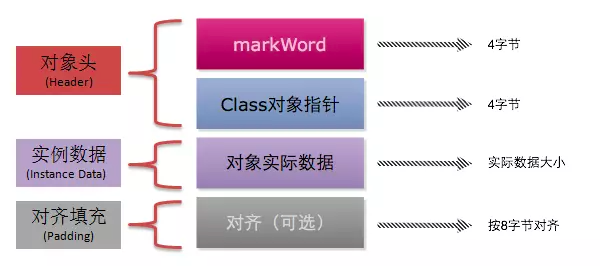 对象头
(Header)
markWord
4字节
Class对象指针
4字节
实例数据
(Instance Data)
对象实际数据
实际数据大小
对齐填充
(Padding)
对齐（可选）
按8字节对齐